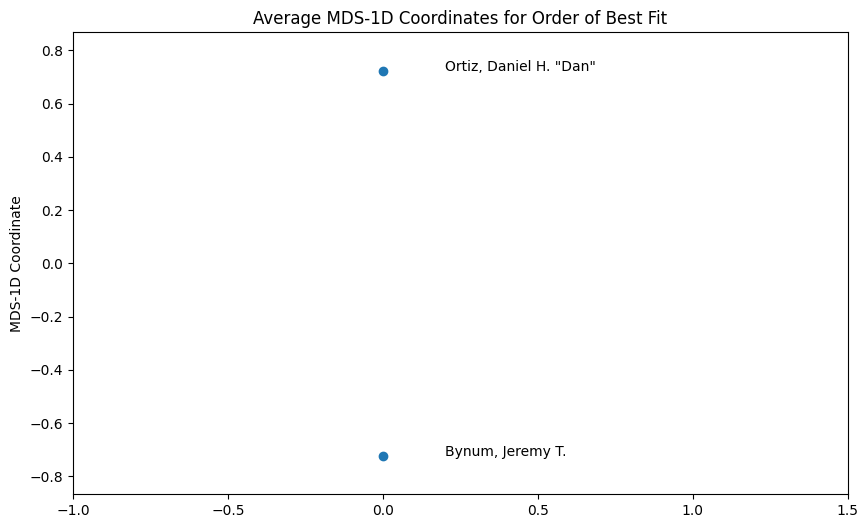 Average MDS-1D Coordinates for Order of Best Fit
MDS-1D Coordinate
0.8
0.6
0.4
0.2
0.0
−0.2
−0.4
−0.6
−0.8
Ortiz, Daniel H. "Dan"
Bynum, Jeremy T.
−1.0 −0.5 0.0 0.5 1.0 1.5